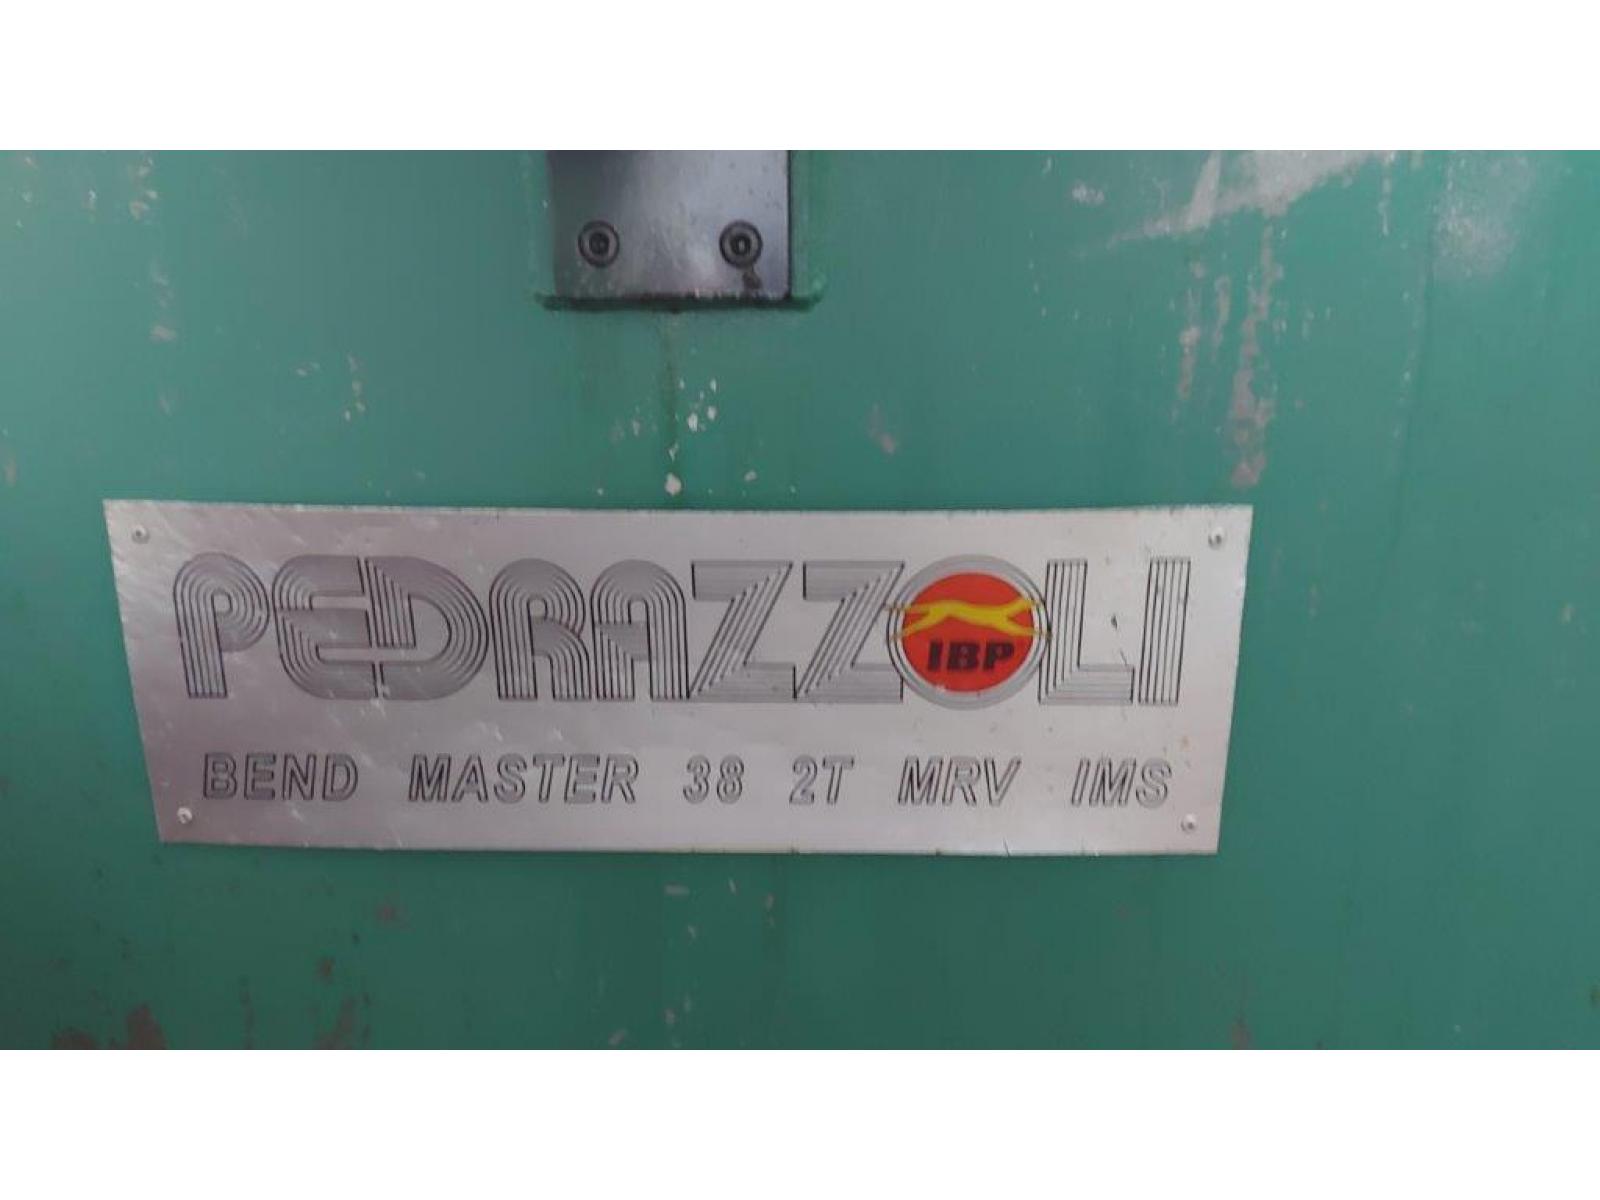 PEDRAZZOLI
IBP
BEND MASTER 38 2T MRV IMS